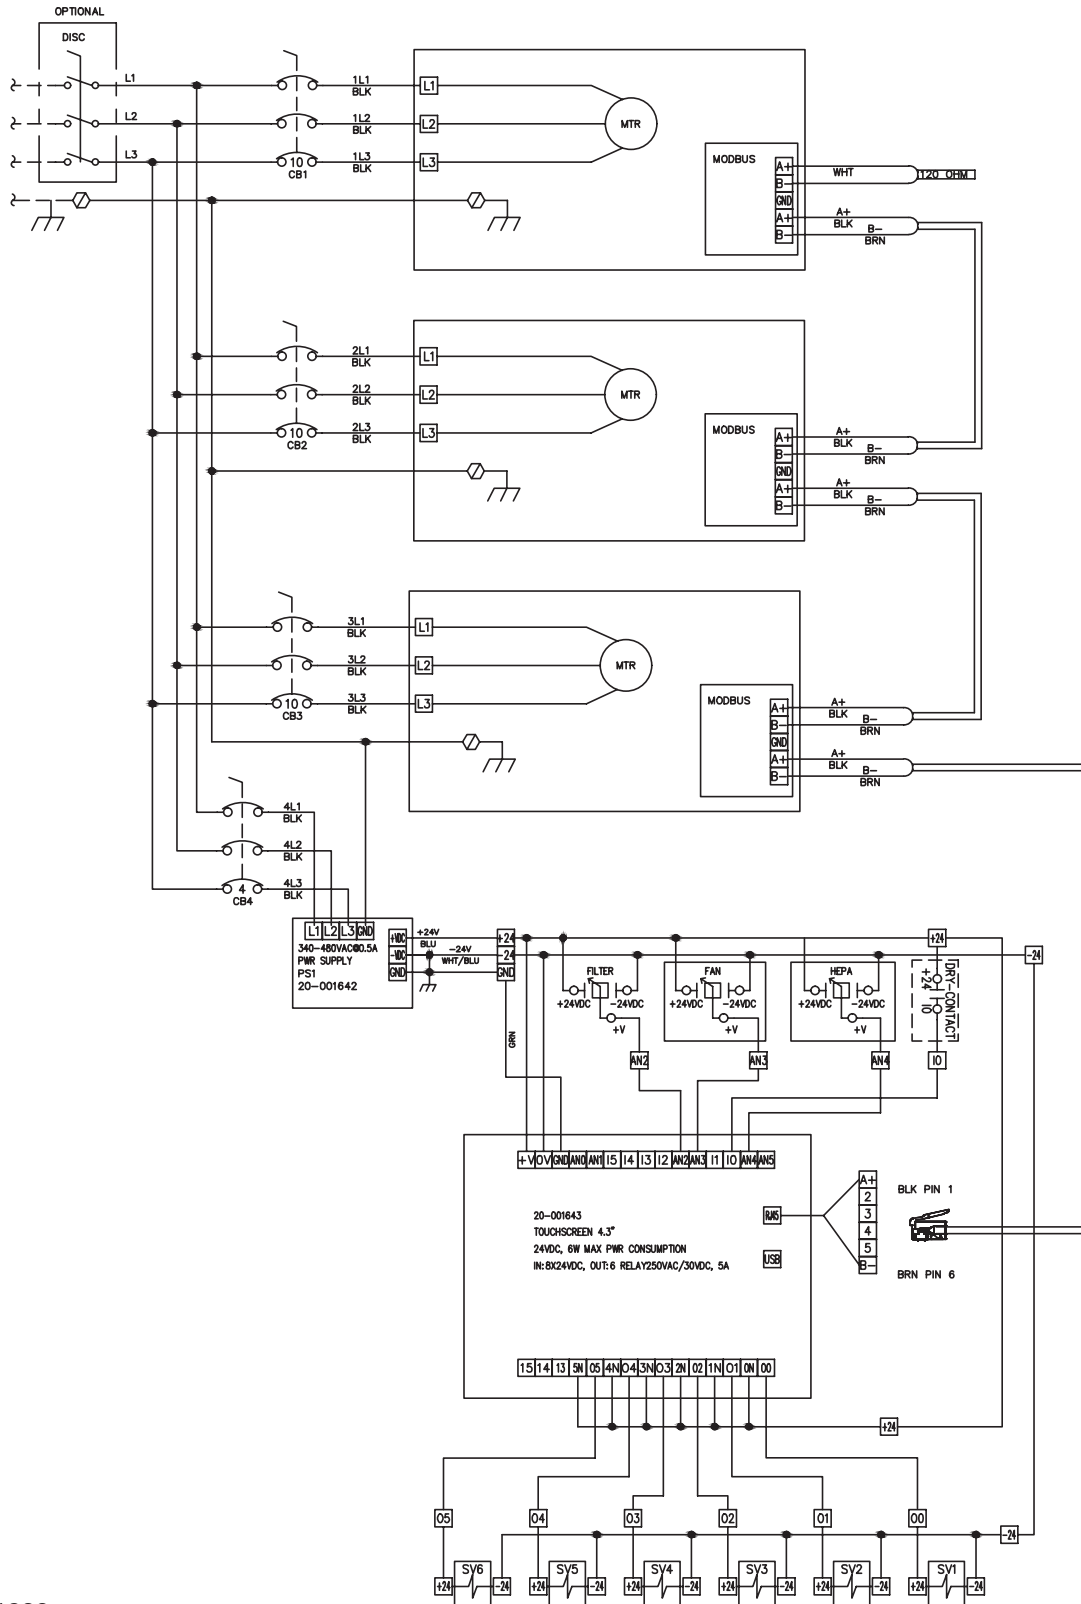 OPTIONAL
DISC
L1
L2
L3
1L1
BLK
1L2
BLK
1L3
BLK
10
CB1
L1
L2
L3
MTR
MODBUS
A+
B-
GND
A+
B-
WHT
120 OHM
A+
BLK
B-
BRN
2L1
BLK
2L2
BLK
2L3
BLK
10
CB2
L1
L2
L3
MTR
MODBUS
A+
B-
GND
A+
B-
A+
BLK
B-
BRN
A+
BLK
B-
BRN
3L1
BLK
3L2
BLK
3L3
BLK
10
CB3
L1
L2
L3
MTR
MODBUS
A+
B-
GND
A+
B-
A+
BLK
B-
BRN
A+
BLK
B-
BRN
4L1
BLK
4L2
BLK
4L3
BLK
4
CB4
L1 L2 L3 GND
340-480VAC@0.5A
PWR SUPPLY
PS1
20-001642
+VDC
-VDC
GND
+24V
BLU
-24V
WHT/BLU
+24
-24
GND
GRN
FILTER
+24VDC
-24VDC
+V
AN2
FAN
+24VDC
-24VDC
+V
AN3
HEPA
+24VDC
-24VDC
+V
AN4
+24
-24
DRY-CONTACT
+24 IO
IO
+V 0V GND AN0 AN1 I5 I4 I3 I2 AN2 AN3 I1 I0 AN4 AN5
20-001643
TOUCHSCREEN 4.3"
24VDC, 6W MAX PWR CONSUMPTION
IN:8X24VDC, OUT:6 RELAY250VAC/30VDC, 5A
RJ45
USB
A+
2
3
4
5
B-
BLK PIN 1
BRN PIN 6
15 14 13 5N 05 4N 04 3N 03 2N 02 1N 01 0N 00
+24
05
04
03
02
01
00
-24
+24 SV6 -24
+24 SV5 -24
+24 SV4 -24
+24 SV3 -24
+24 SV2 -24
+24 SV1 -24